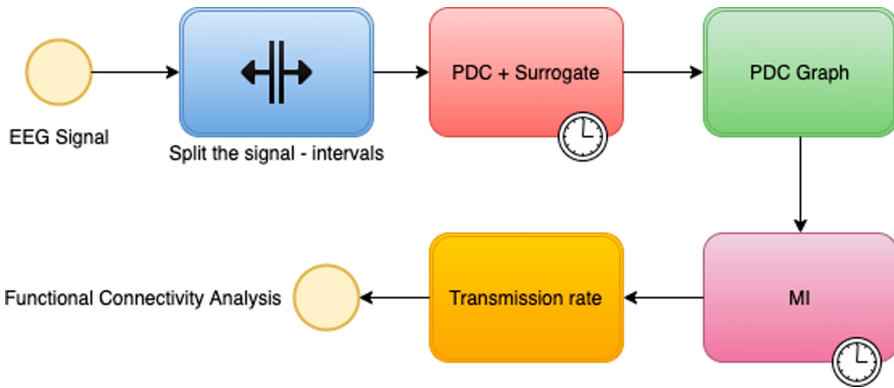 EEG Signal
Split the signal - intervals
PDC + Surrogate
PDC Graph
Functional Connectivity Analysis
Transmission rate
MI